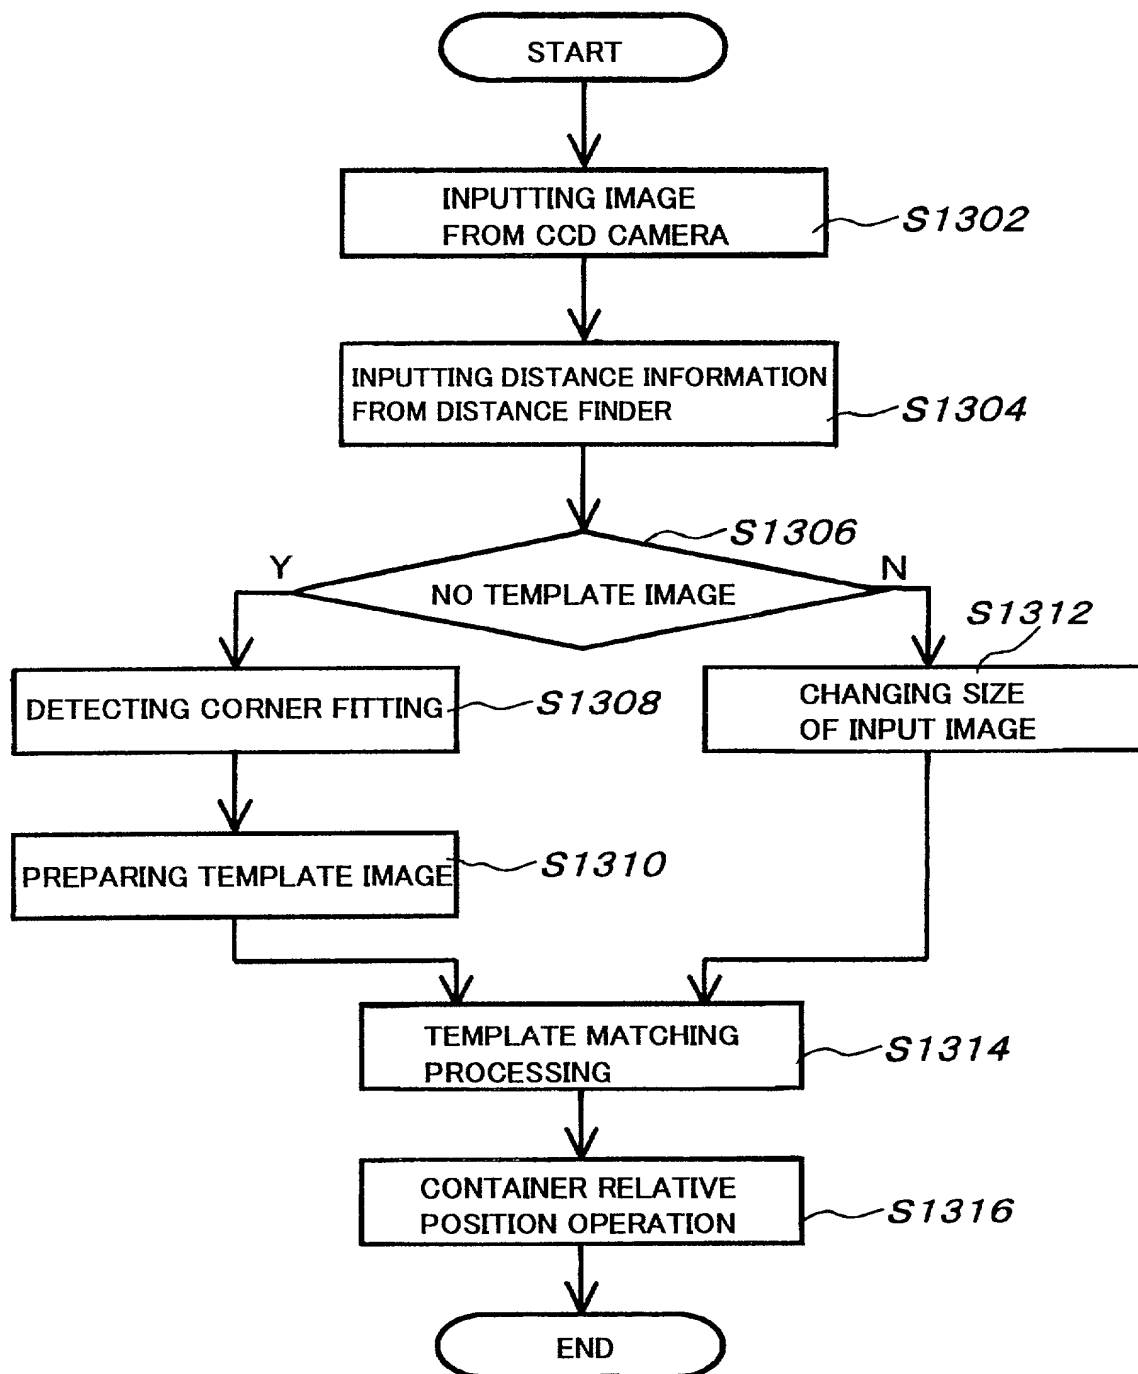 START
INPUTTING IMAGE
FROM CCD CAMERA
S1302
INPUTTING DISTANCE INFORMATION
FROM DISTANCE FINDER
S1304
S1306
Y
NO TEMPLATE IMAGE
N
S1312
DETECTING CORNER FITTING
S1308
CHANGING SIZE
OF INPUT IMAGE
PREPARING TEMPLATE IMAGE
S1310
TEMPLATE MATCHING
PROCESSING
S1314
CONTAINER RELATIVE
POSITION OPERATION
S1316
END